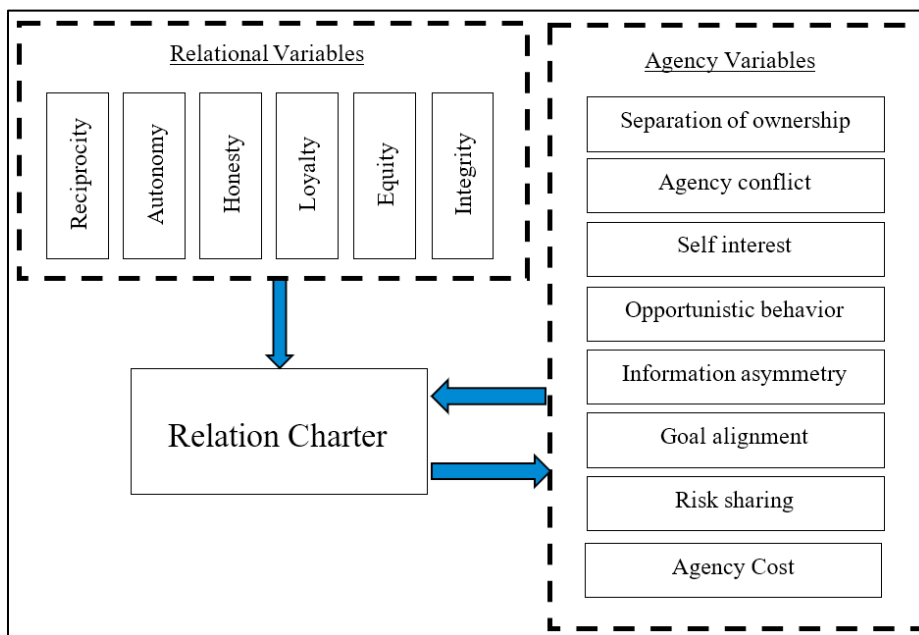 Relational Variables
Reciprocity
Autonomy
Honesty
Loyalty
Equity
Integrity
Relation Charter
Agency Variables
Separation of ownership
Agency conflict
Self interest
Opportunistic behavior
Information asymmetry
Goal alignment
Risk sharing
Agency Cost